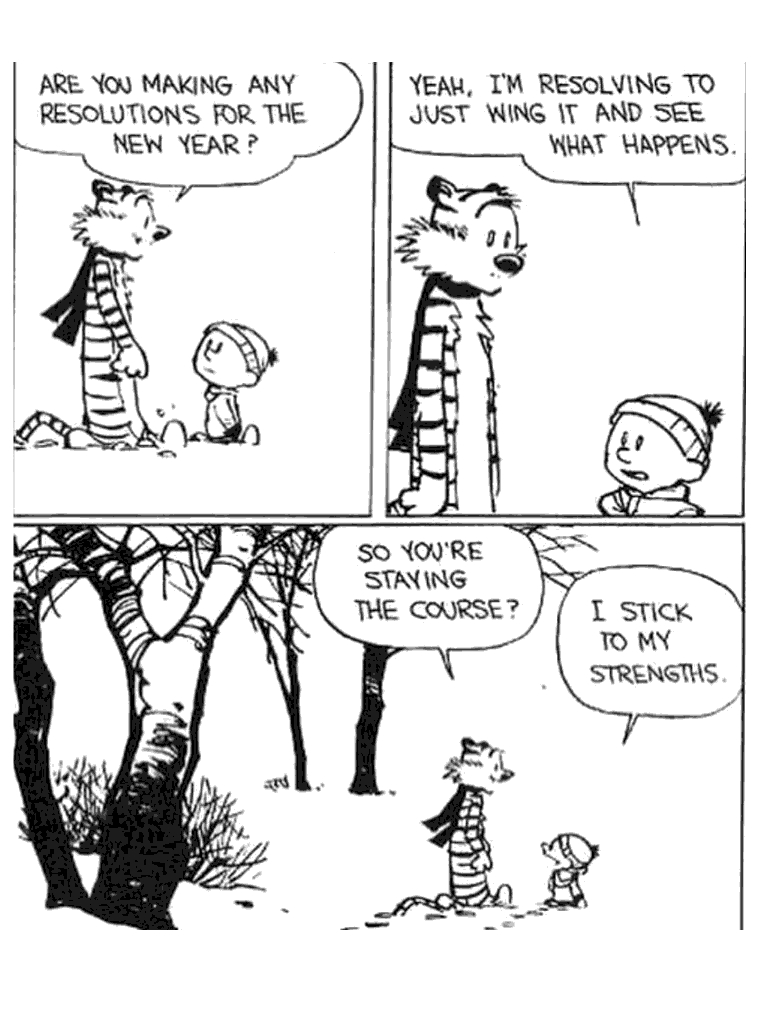 ARE YOU MAKING ANY
RESOLUTIONS FOR THE
NEW YEAR?
YEAH, I'M RESOLVING TO
JUST WING IT AND SEE
WHAT HAPPENS.
SO YOU'RE
STAYING
THE COURSE?
I STICK
TO MY
STRENGTHS.